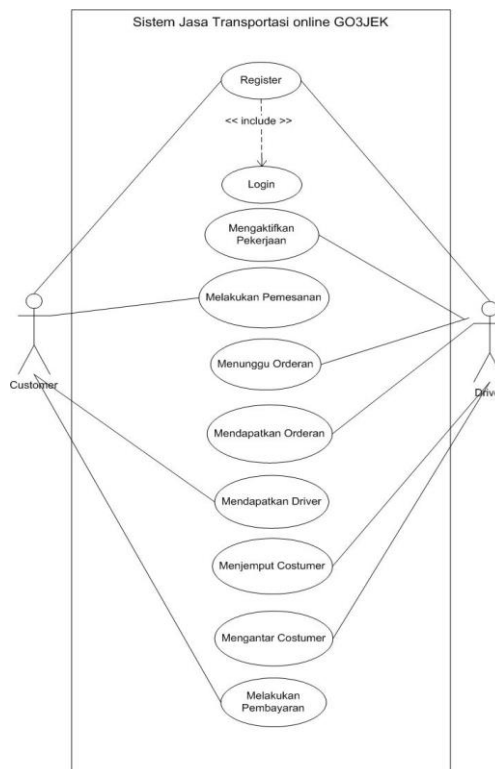 Sistem Jasa Transportasi online GO3JEK
Register
<< include >>
Login
Mengaktifkan
Pekerjaan
Melakukan Pemesanan
Menunggu Orderan
Customer
Drive
Mendapatkan Orderan
Mendapatkan Driver
Menjemput Costumer
Mengantar Costumer
Melakukan
Pembayaran